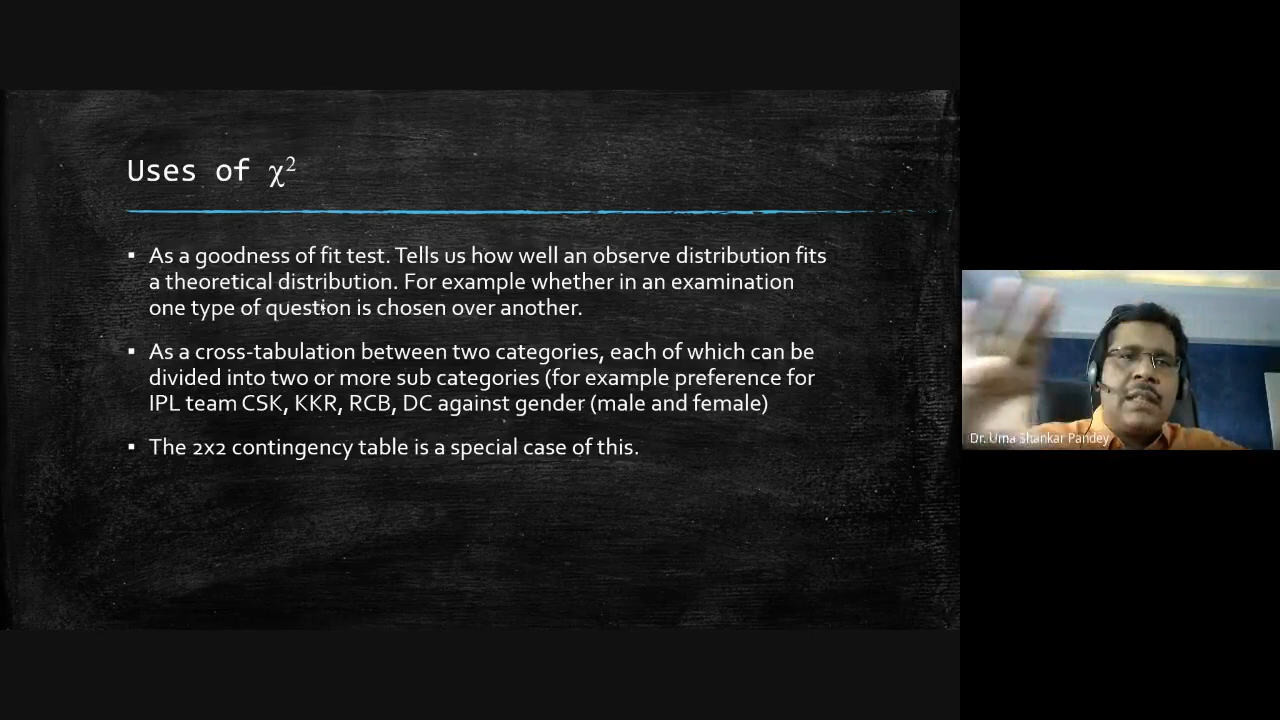 Uses of χ²
▪ As a goodness of fit test. Tells us how well an observe distribution fits
a theoretical distribution. For example whether in an examination
one type of question is chosen over another.
▪ As a cross-tabulation between two categories, each of which can be
divided into two or more sub categories (for example preference for
IPL team CSK, KKR, RCB, DC against gender (male and female)
▪ The 2x2 contingency table is a special case of this.
Dr. Uma Shankar Pandey